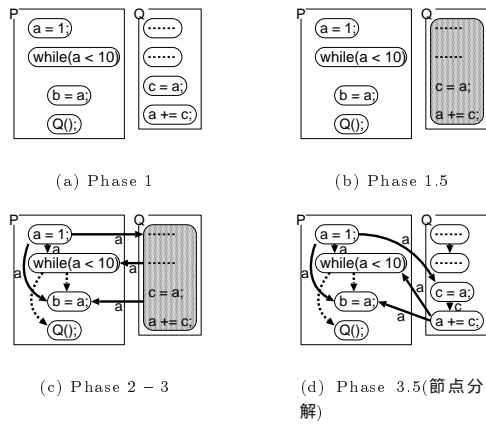 P
Q
a = 1;
while(a < 10)
b = a;
Q();
........
........
c = a;
a += c;
(a) Phase 1
P
Q
a = 1;
while(a < 10)
b = a;
Q();
........
........
c = a;
a += c;
(b) Phase 1.5
P
Q
a = 1;
while(a < 10)
b = a;
Q();
a
a
a
a
a
........
c = a;
a += c;
(c) Phase 2 – 3
P
Q
a = 1;
while(a < 10)
b = a;
Q();
a
a
a
a
a
........
........
c = a;
c
a += c;
(d) Phase 3.5(節点分
解)